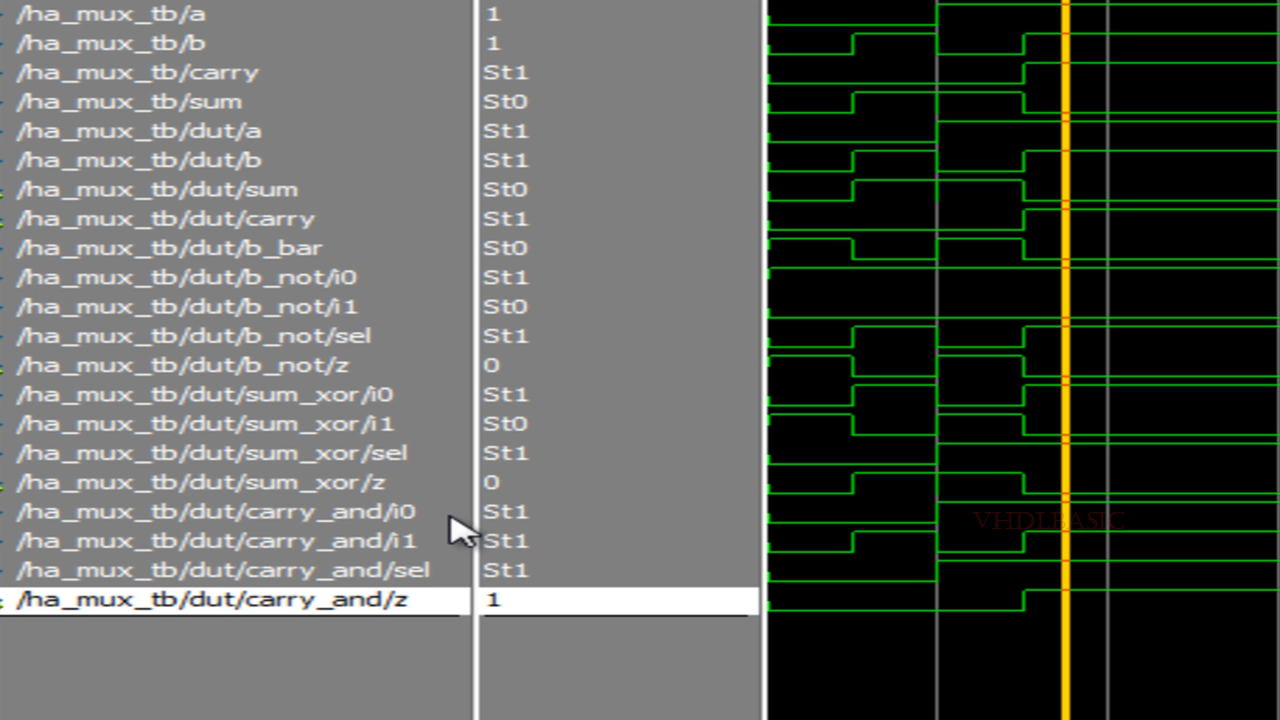 /ha_mux_tb/a 1
/ha_mux_tb/b 1
/ha_mux_tb/carry St1
/ha_mux_tb/sum St0
/ha_mux_tb/dut/a St1
/ha_mux_tb/dut/b St1
/ha_mux_tb/dut/sum St0
/ha_mux_tb/dut/carry St1
/ha_mux_tb/dut/b_bar St0
/ha_mux_tb/dut/b_not/i0 St1
/ha_mux_tb/dut/b_not/i1 St0
/ha_mux_tb/dut/b_not/sel St1
/ha_mux_tb/dut/b_not/z 0
/ha_mux_tb/dut/sum_xor/i0 St1
/ha_mux_tb/dut/sum_xor/i1 St0
/ha_mux_tb/dut/sum_xor/sel St1
/ha_mux_tb/dut/sum_xor/z 0
/ha_mux_tb/dut/carry_and/i0 St1
VHDLBASIC
/ha_mux_tb/dut/carry_and/i1 St1
/ha_mux_tb/dut/carry_and/sel St1
/ha_mux_tb/dut/carry_and/z 1